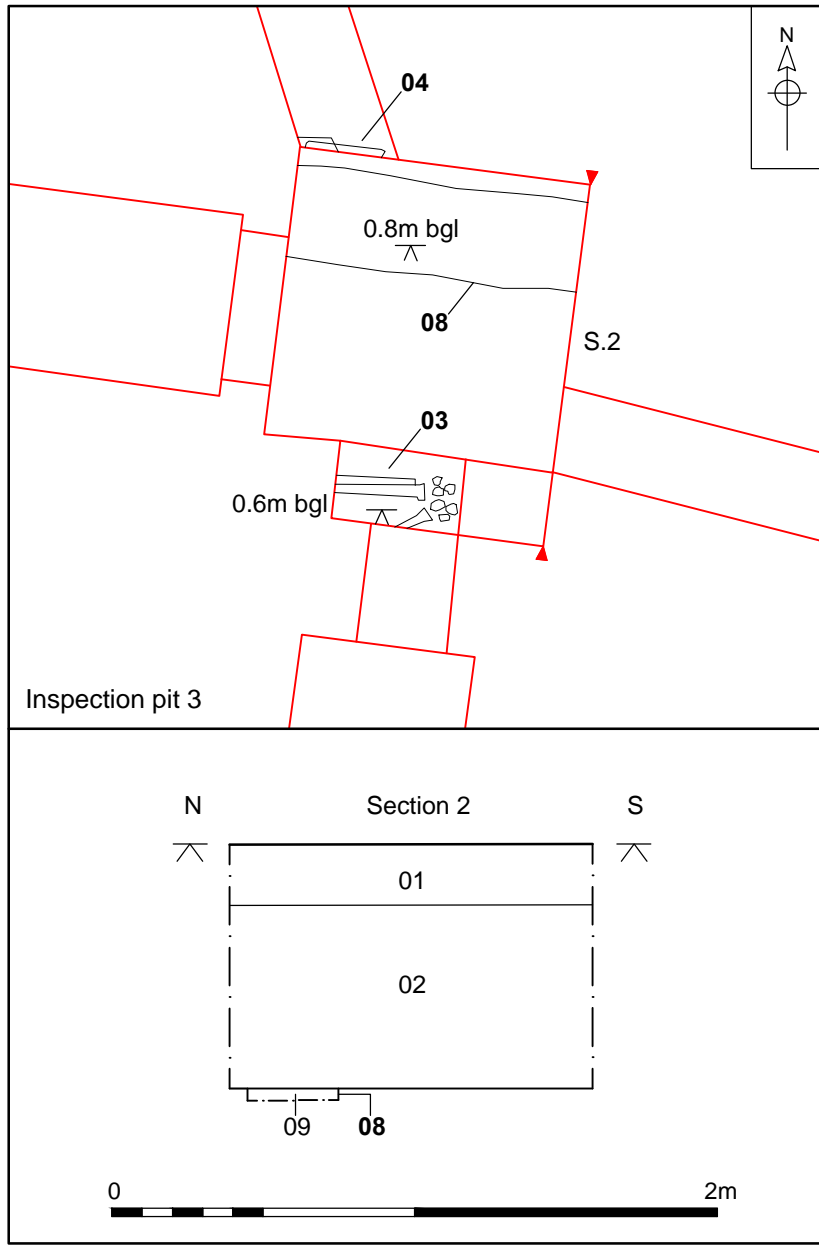 N
04
0.8m bgl
08
S.2
03
0.6m bgl
Inspection pit 3
N Section 2 S
01
02
09 08
0 2m